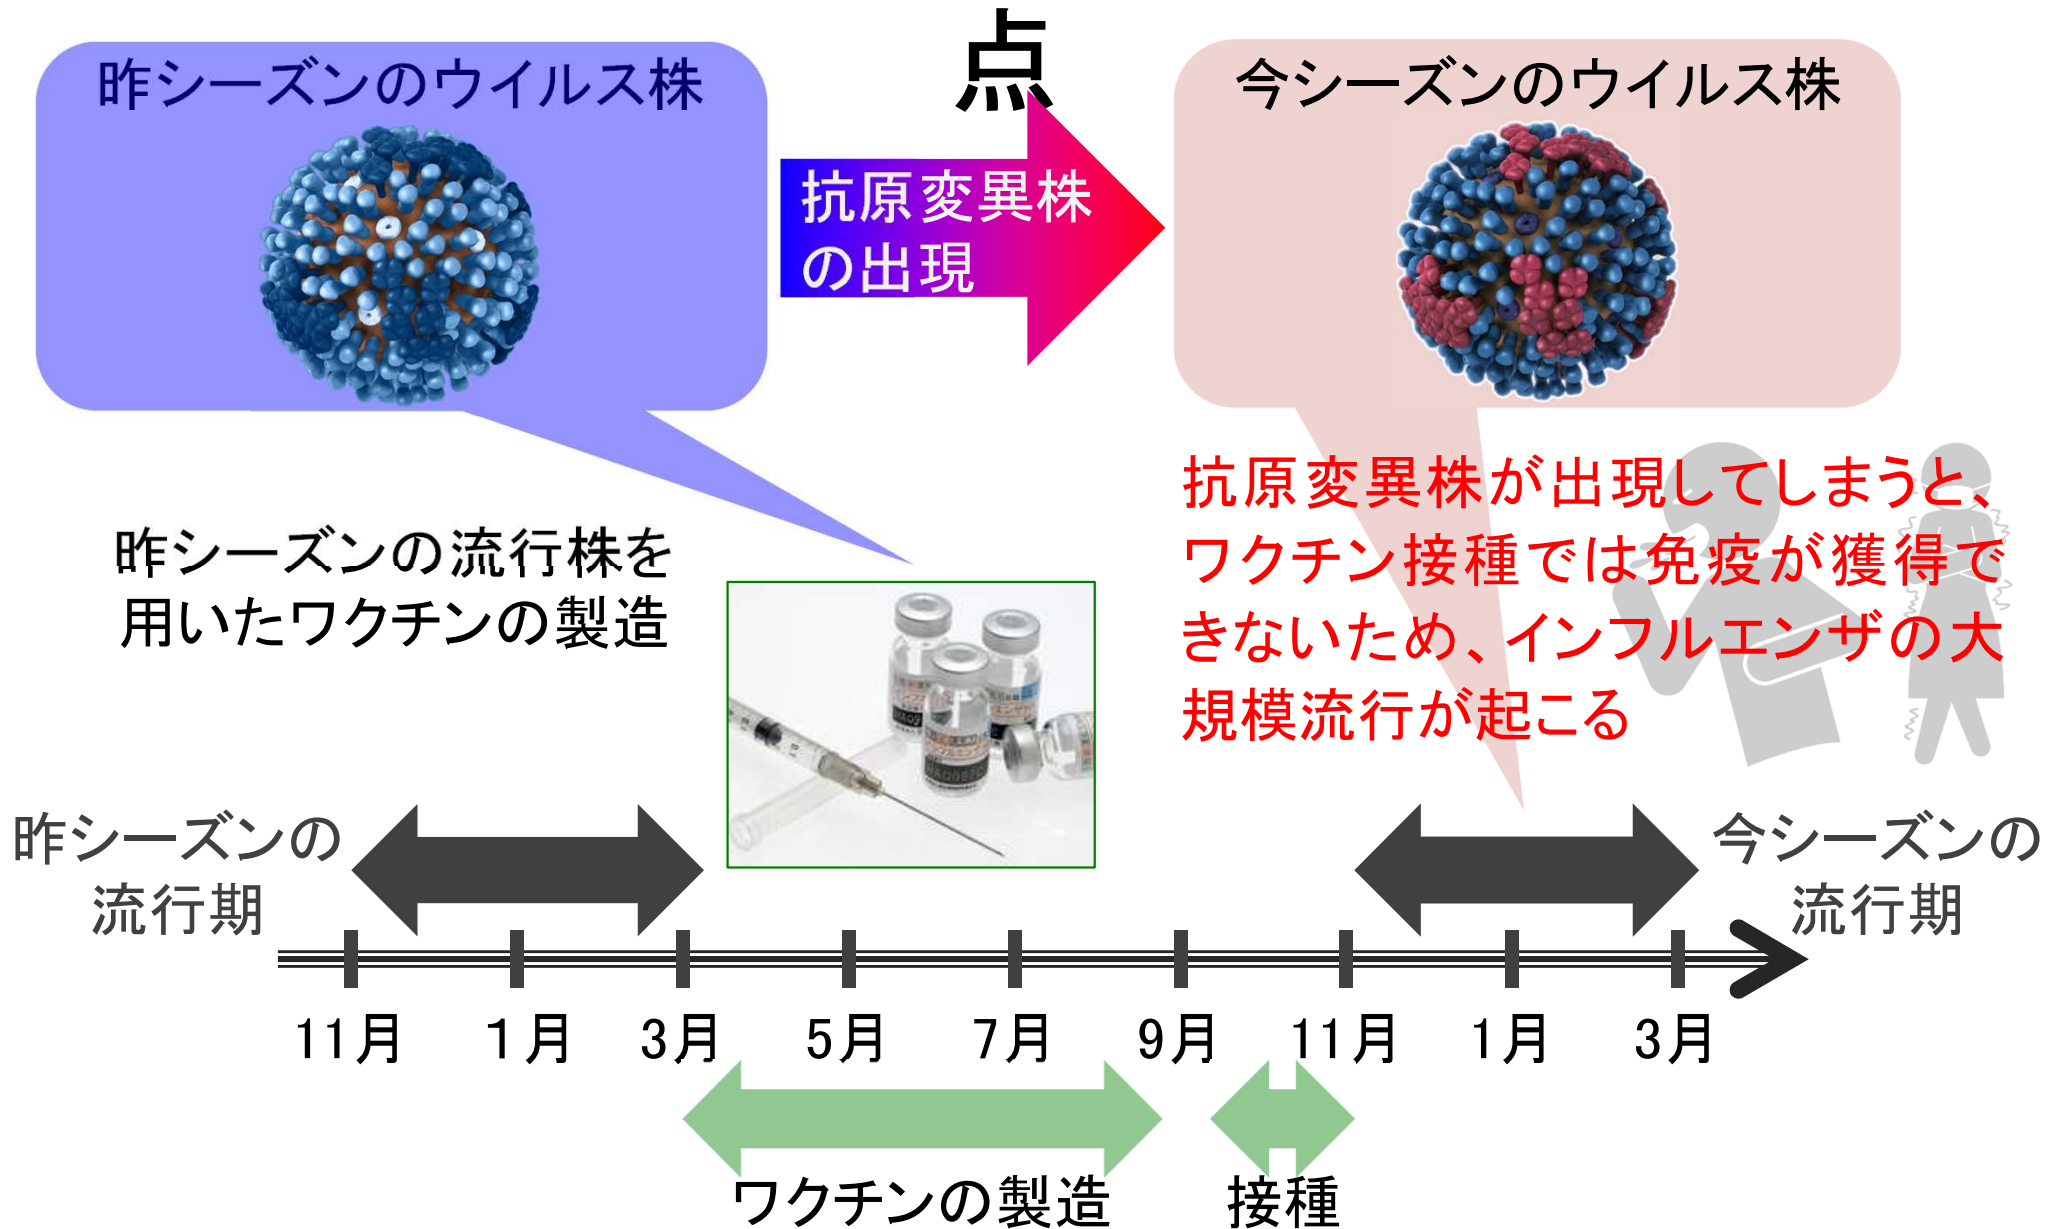 点
昨シーズンのウイルス株
今シーズンのウイルス株
抗原変異株
の出現
昨シーズンの流行株を
用いたワクチンの製造
抗原変異株が出現してしまうと、
ワクチン接種では免疫が獲得で
きないため、インフルエンザの大
規模流行が起こる
昨シーズンの
流行期
今シーズンの
流行期
11月 1月 3月 5月 7月 9月 11月 1月 3月
ワクチンの製造
接種